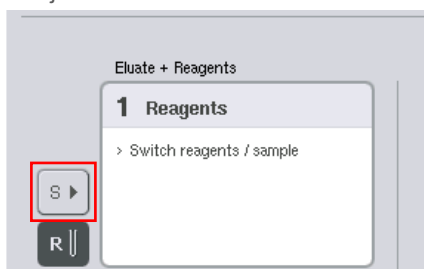 Eluate + Reagents
1 Reagents
> Switch reagents / sample
S
R